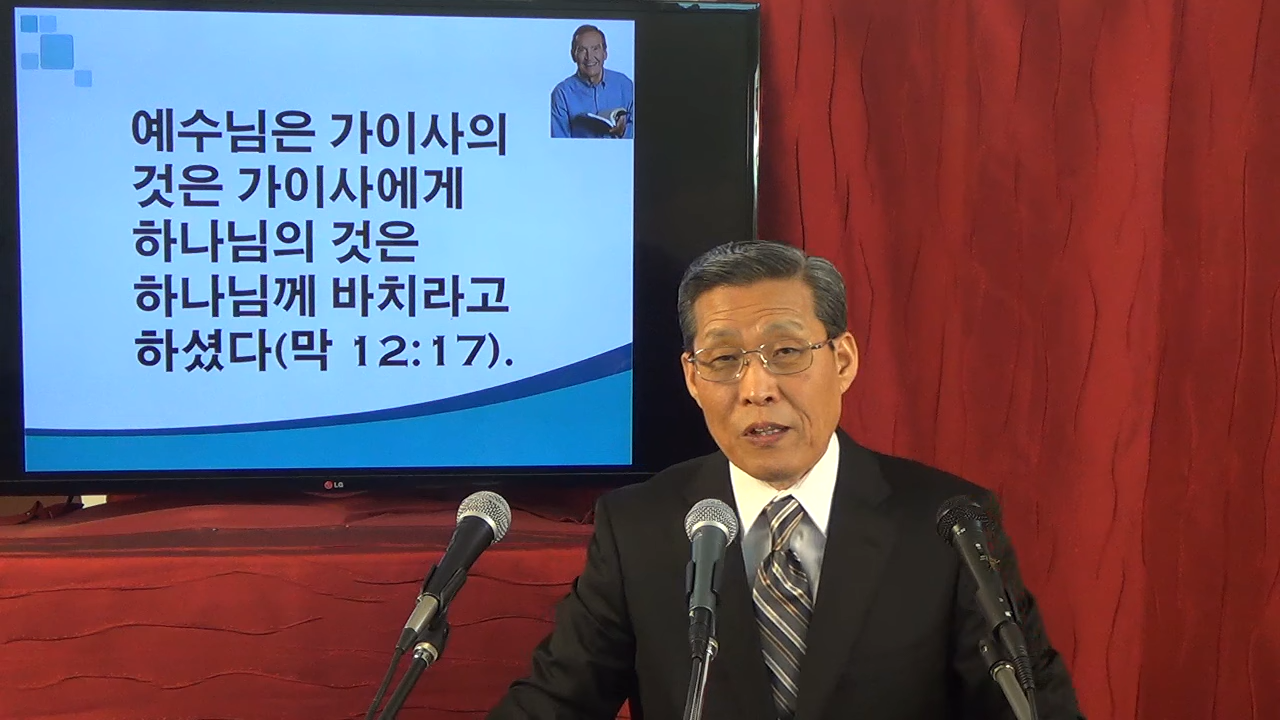 예수님은 가이사의
것은 가이사에게
하나님의 것은
하나님께 바치라고
하셨다(막 12:17).
LG